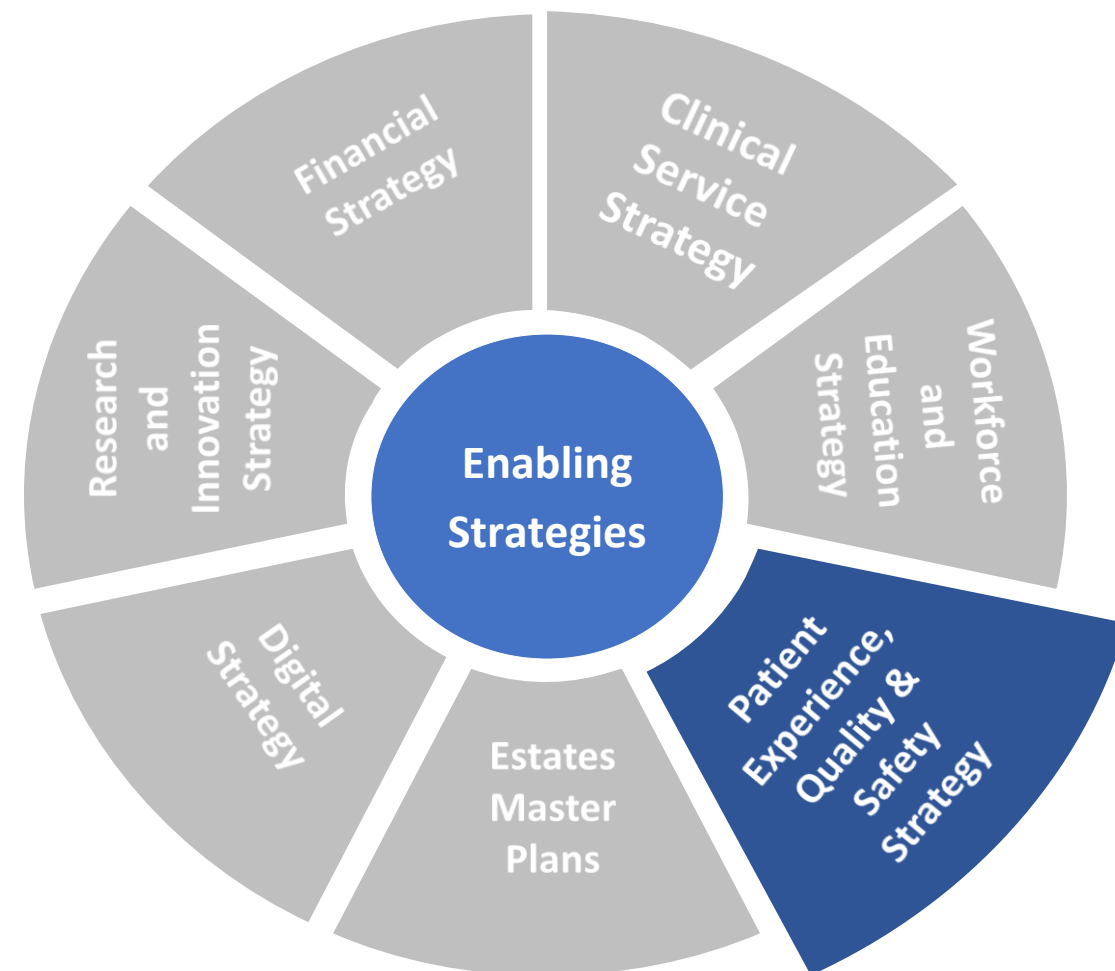 Enabling
Strategies
Clinical
Service
Strategy
Workforce
and
Education
Strategy
Patient
Experience,
Quality &
Safety
Strategy
Estates
Master
Plans
Digital
Strategy
Research
and
Innovation
Strategy
Financial
Strategy